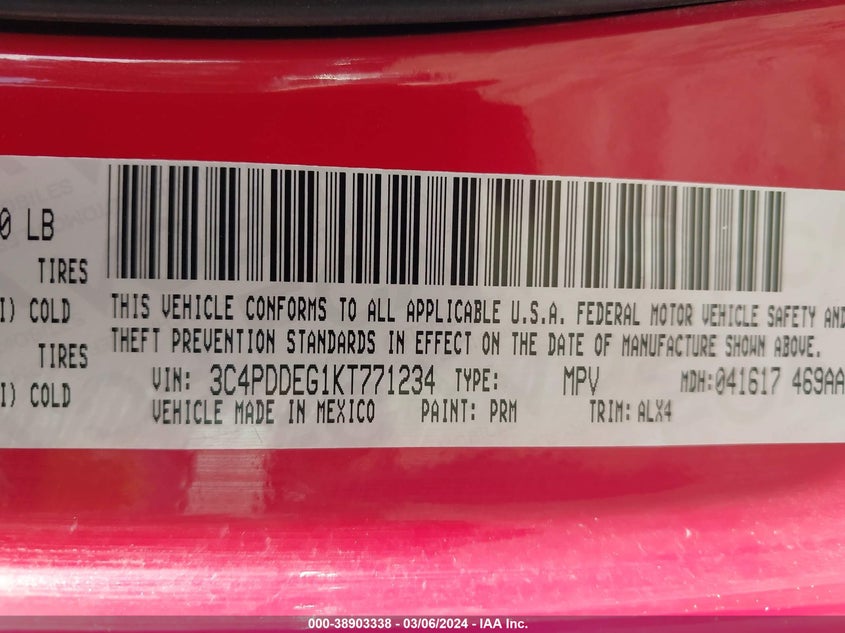 0 LB
TIRES
I) COLD
TIRES
I) COLD
THIS VEHICLE CONFORMS TO ALL APPLICABLE U.S.A. FEDERAL MOTOR VEHICLE SAFETY AND
THEFT PREVENTION STANDARDS IN EFFECT ON THE DATE OF MANUFACTURE SHOWN ABOVE.
VIN: 3C4PDDEG1KT771234 TYPE: MPV MDH: 041617 469AA
VEHICLE MADE IN MEXICO PAINT: PRM TRIM: ALX4
000-38903338 - 03/06/2024 - IAA Inc.